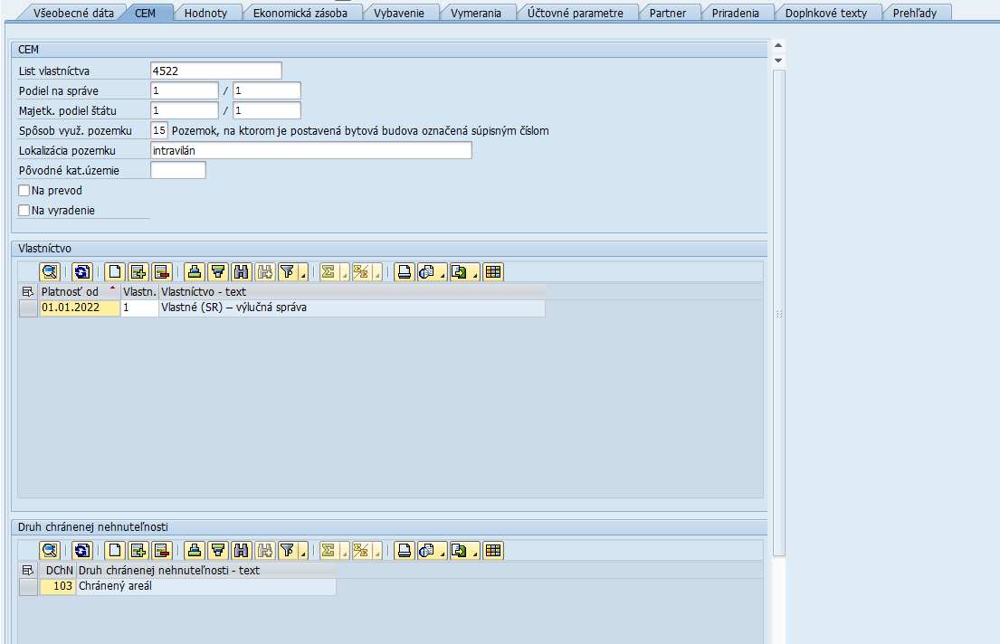 Všeobecné dáta CEM Hodnoty Ekonomická zásoba Vybavenie Vymerania Účtovné parametre Partner Priradenia Doplnkové texty Prehľady
CEM
List vlastníctva 4522
Podiel na správe 1 / 1
Majetk. podiel štátu 1 / 1
Spôsob využ. pozemku 15 Pozemok, na ktorom je postavená bytová budova označená súpisným číslom
Lokalizácia pozemku intravilán
Pôvodné kat.územie
Na prevod
Na vyradenie
Vlastníctvo
Platnosť od Vlastn. Vlastníctvo - text
01.01.2022 1 Vlastné (SR) – výlučná správa
Druh chránenej nehnuteľnosti
DChN Druh chránenej nehnuteľnosti - text
103 Chránený areál